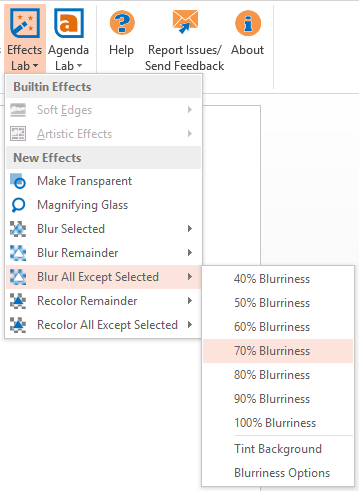 Effects
Lab
Agenda
Lab
Help
Report Issues/
Send Feedback
About
Builtin Effects
Soft Edges
Artistic Effects
New Effects
Make Transparent
Magnifying Glass
Blur Selected
Blur Remainder
Blur All Except Selected
Recolor Remainder
Recolor All Except Selected
40% Blurriness
50% Blurriness
60% Blurriness
70% Blurriness
80% Blurriness
90% Blurriness
100% Blurriness
Tint Background
Blurriness Options